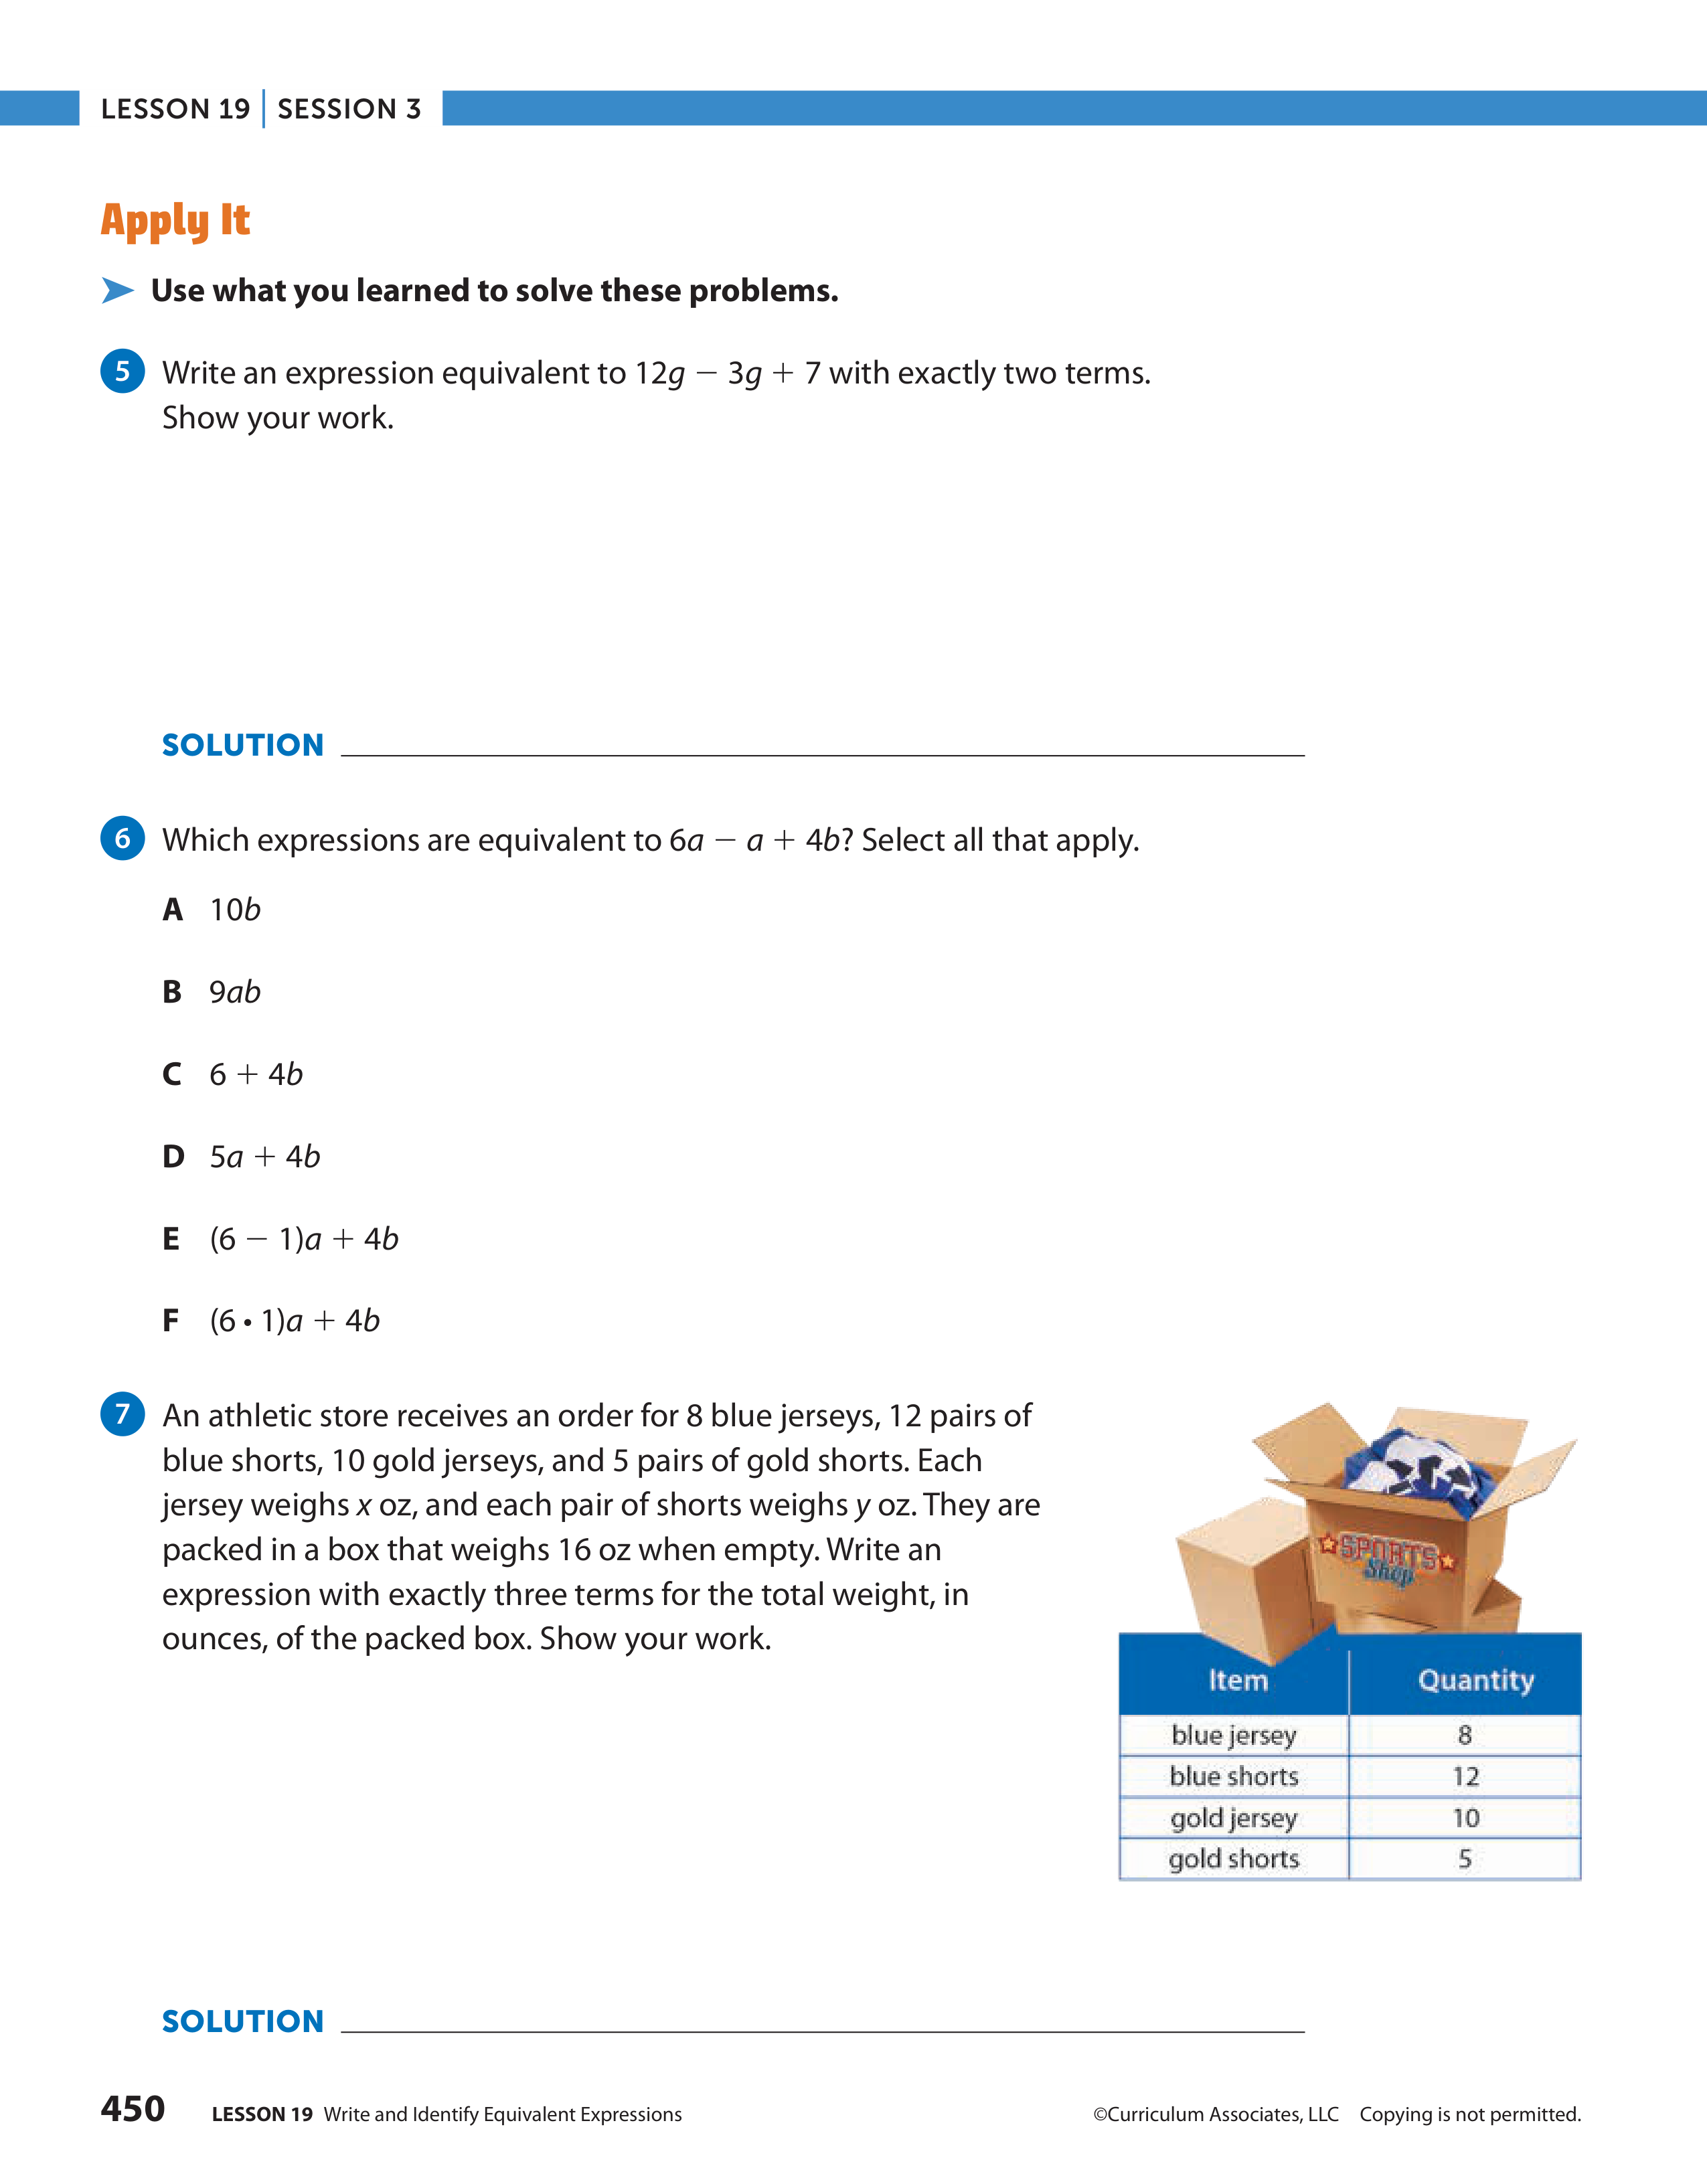 LESSON 19 | SESSION 3
Apply It
Use what you learned to solve these problems.
5 Write an expression equivalent to 12g − 3g + 7 with exactly two terms.
Show your work.
SOLUTION
6 Which expressions are equivalent to 6a − a + 4b? Select all that apply.
A 10b
B 9ab
C 6 + 4b
D 5a + 4b
E (6 − 1)a + 4b
F (6 • 1)a + 4b
7 An athletic store receives an order for 8 blue jerseys, 12 pairs of
blue shorts, 10 gold jerseys, and 5 pairs of gold shorts. Each
jersey weighs x oz, and each pair of shorts weighs y oz. They are
packed in a box that weighs 16 oz when empty. Write an
expression with exactly three terms for the total weight, in
ounces, of the packed box. Show your work.
SPORTS
Shop
Item Quantity
blue jersey 8
blue shorts 12
gold jersey 10
gold shorts 5
SOLUTION
450 LESSON 19 Write and Identify Equivalent Expressions ©Curriculum Associates, LLC Copying is not permitted.